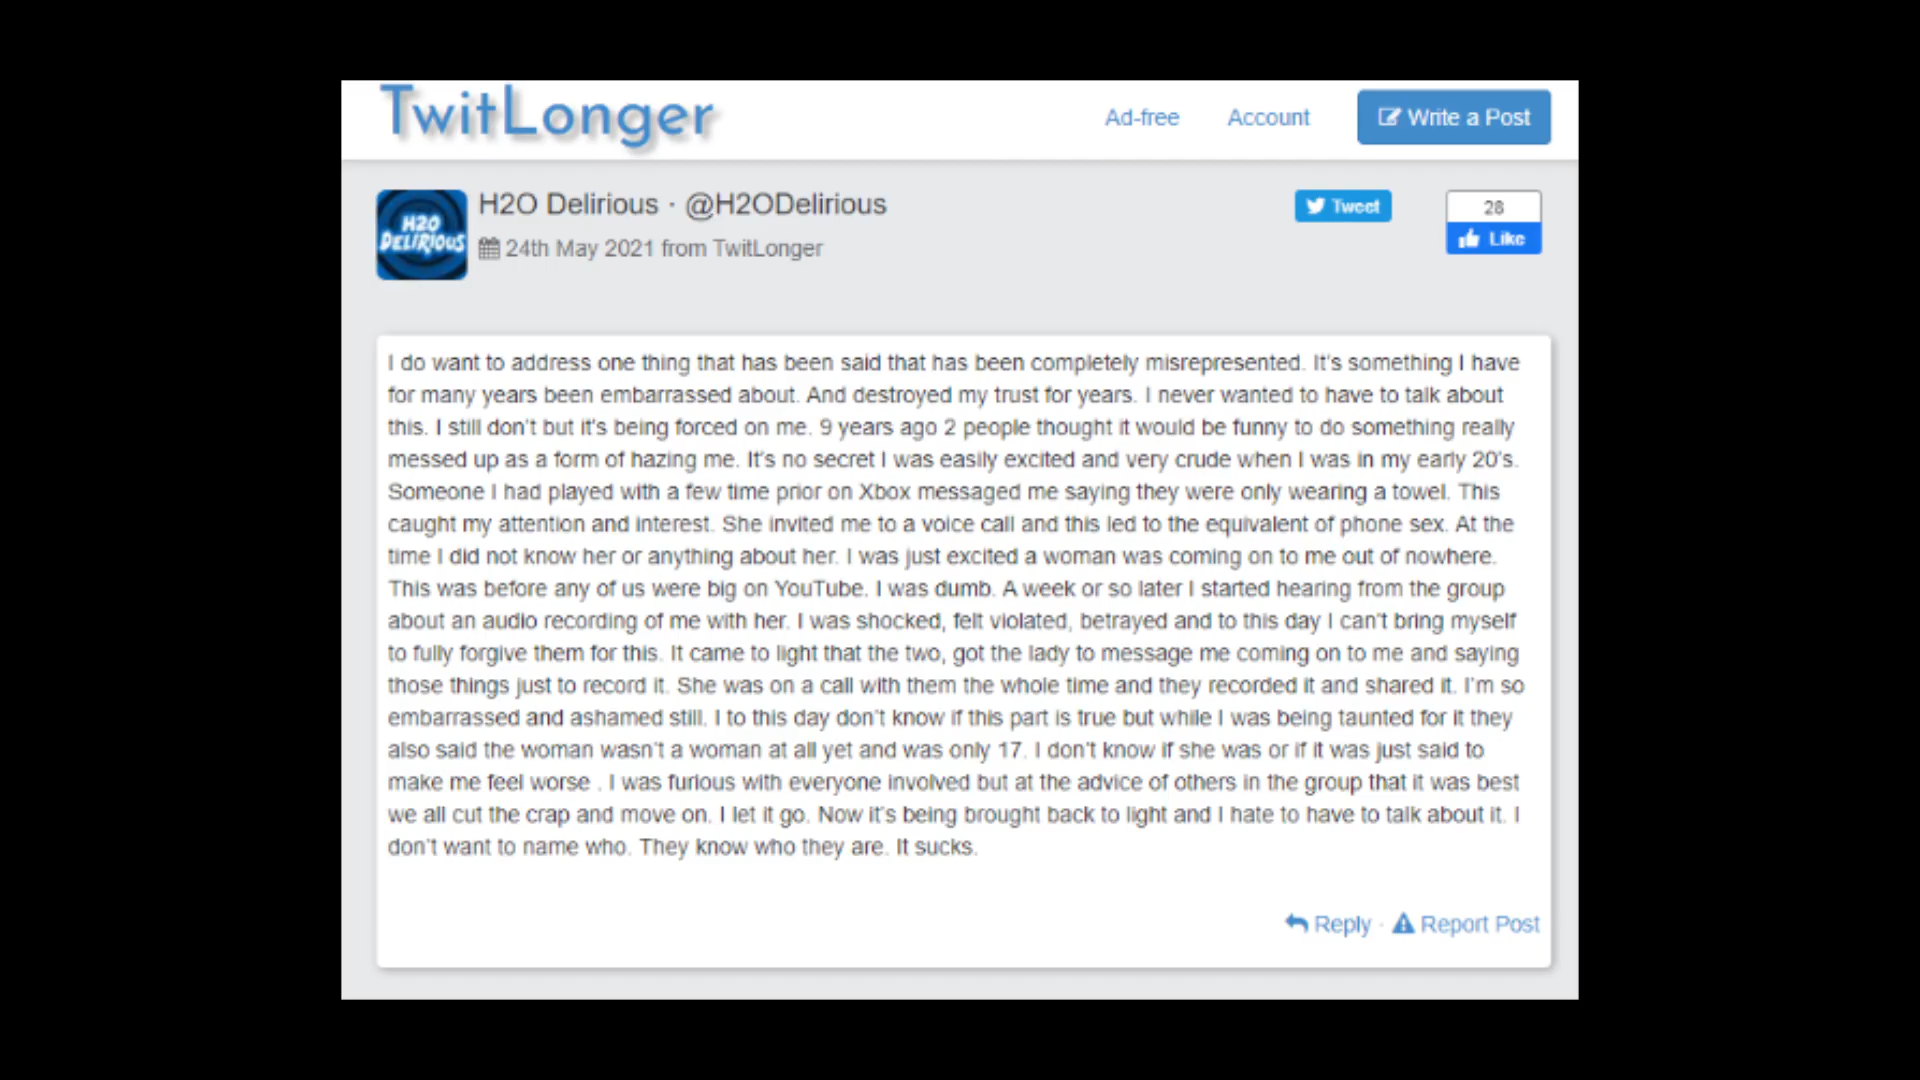 TwitLonger
Ad-free
Account
Write a Post
H2O DELIRIOUS
H2O Delirious · @H2ODelirious
24th May 2021 from TwitLonger
Tweet
28
Like
I do want to address one thing that has been said that has been completely misrepresented. It's something I have
for many years been embarrassed about. And destroyed my trust for years. I never wanted to have to talk about
this. I still don't but it's being forced on me. 9 years ago 2 people thought it would be funny to do something really
messed up as a form of hazing me. It's no secret I was easily excited and very crude when I was in my early 20's.
Someone I had played with a few time prior on Xbox messaged me saying they were only wearing a towel. This
caught my attention and interest. She invited me to a voice call and this led to the equivalent of phone sex. At the
time I did not know her or anything about her. I was just excited a woman was coming on to me out of nowhere.
This was before any of us were big on YouTube. I was dumb. A week or so later I started hearing from the group
about an audio recording of me with her. I was shocked, felt violated, betrayed and to this day I can't bring myself
to fully forgive them for this. It came to light that the two, got the lady to message me coming on to me and saying
those things just to record it. She was on a call with them the whole time and they recorded it and shared it. I'm so
embarrassed and ashamed still. I to this day don't know if this part is true but while I was being taunted for it they
also said the woman wasn't a woman at all yet and was only 17. I don't know if she was or if it was just said to
make me feel worse . I was furious with everyone involved but at the advice of others in the group that it was best
we all cut the crap and move on. I let it go. Now it's being brought back to light and I hate to have to talk about it. I
don't want to name who. They know who they are. It sucks.
Reply · Report Post